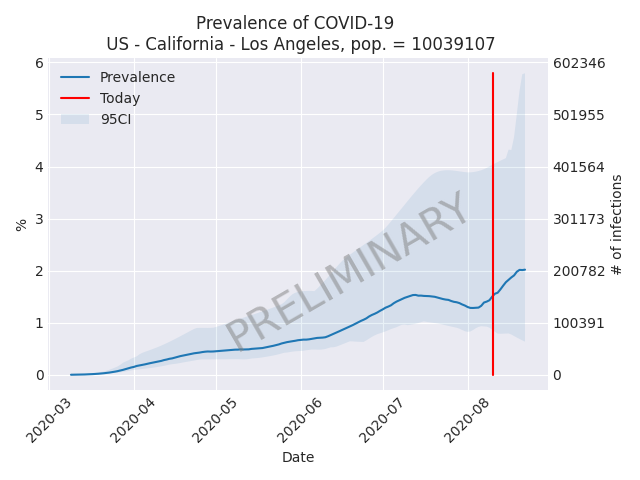 Prevalence of COVID-19
US - California - Los Angeles, pop. = 10039107
6
5
4
3
2
1
0
%
Prevalence
Today
95CI
PRELIMINARY
602346
501955
401564
301173
200782
100391
0
# of infections
2020-03
2020-04
2020-05
2020-06
2020-07
2020-08
Date